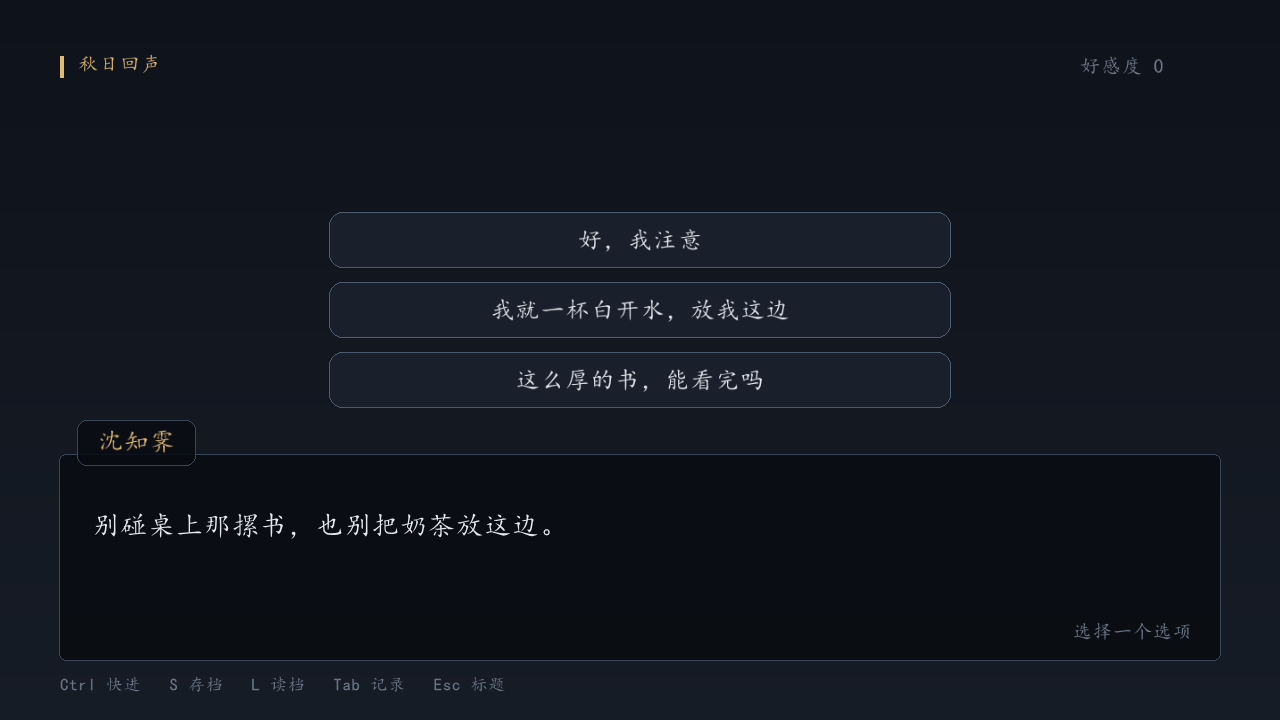 秋日回声
好感度 0
好，我注意
我就一杯白开水，放我这边
这么厚的书，能看完吗
沈知霁
别碰桌上那摞书，也别把奶茶放这边。
选择一个选项
Ctrl 快进 S 存档 L 读档 Tab 记录 Esc 标题